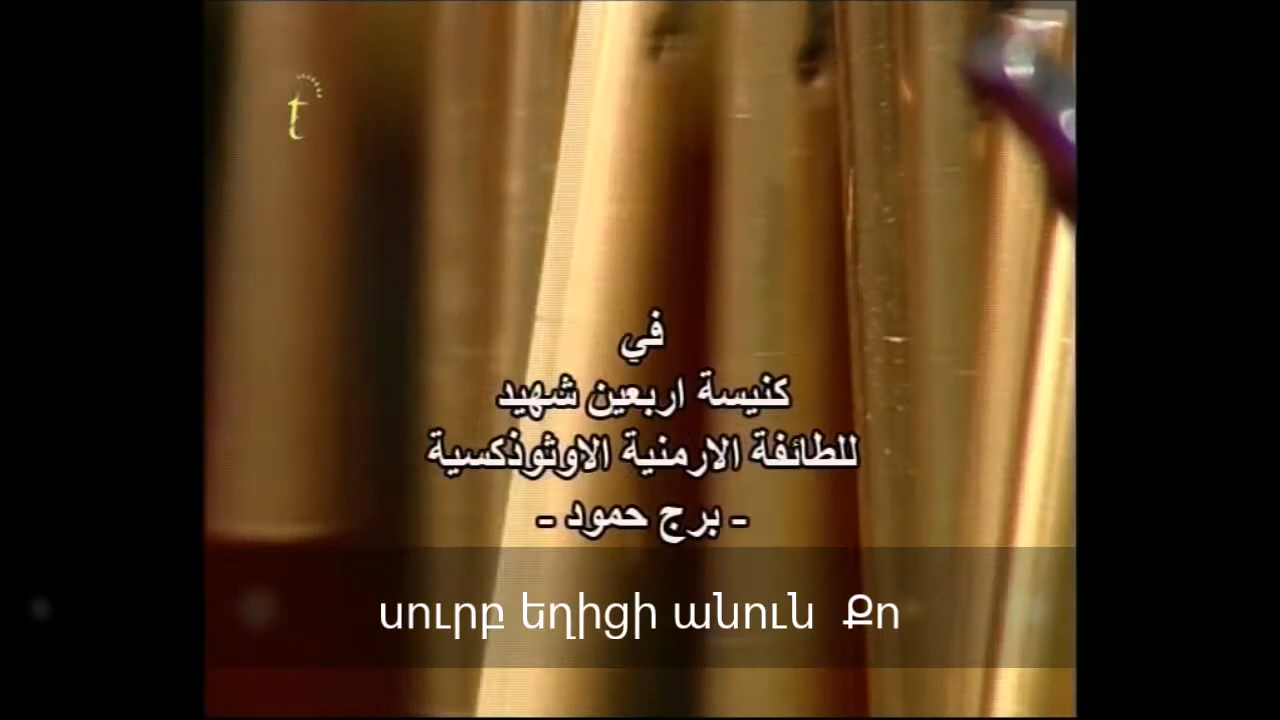 t
في
كنيسة اربعين شهيد
للطائفة الارمنية الاوثوذكسية
- برج حمود -
սուրբ եղիցի անուն Քո